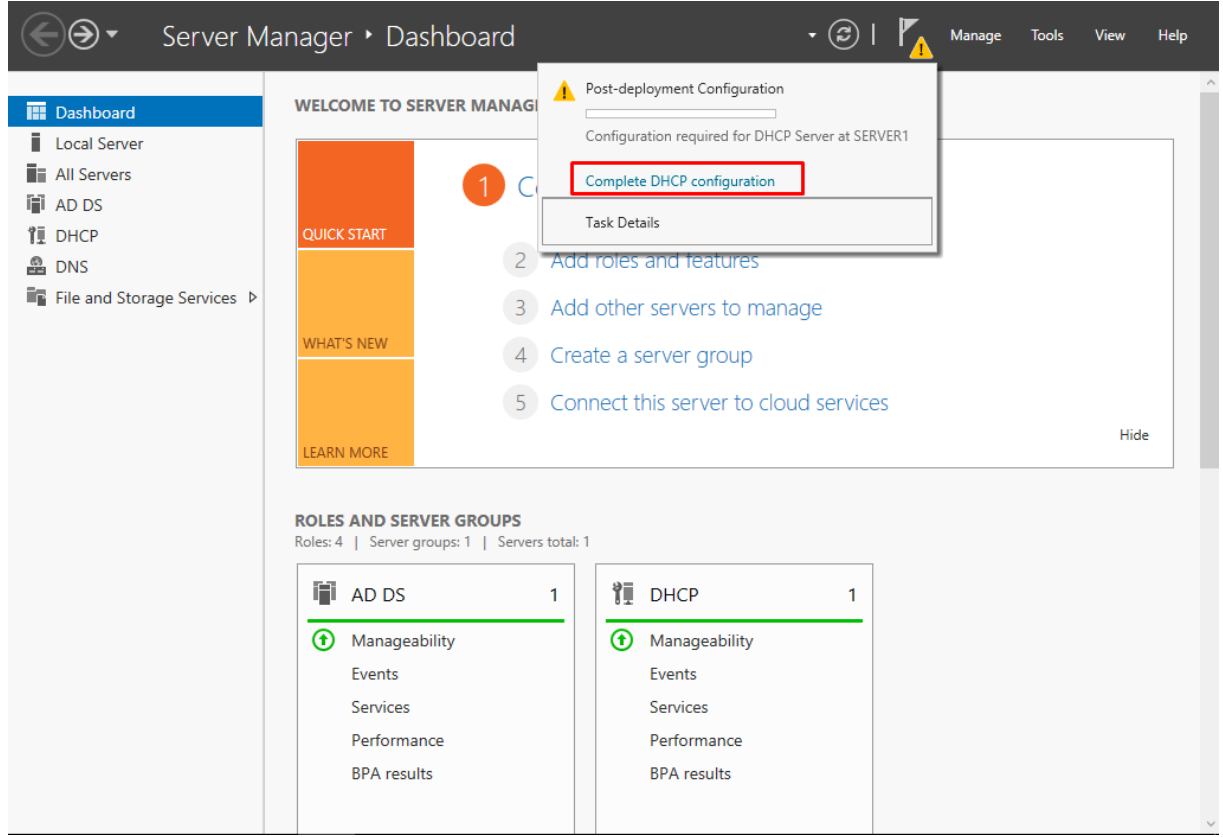 Server Manager ‣ Dashboard
Manage Tools View Help
Post-deployment Configuration
Configuration required for DHCP Server at SERVER1
Complete DHCP configuration
Task Details
Dashboard
Local Server
All Servers
AD DS
DHCP
DNS
File and Storage Services
WELCOME TO SERVER MANAG
QUICK START
WHAT'S NEW
LEARN MORE
1
2 Add roles and features
3 Add other servers to manage
4 Create a server group
5 Connect this server to cloud services
Hide
ROLES AND SERVER GROUPS
Roles: 4 | Server groups: 1 | Servers total: 1
AD DS 1
Manageability
Events
Services
Performance
BPA results
DHCP 1
Manageability
Events
Services
Performance
BPA results